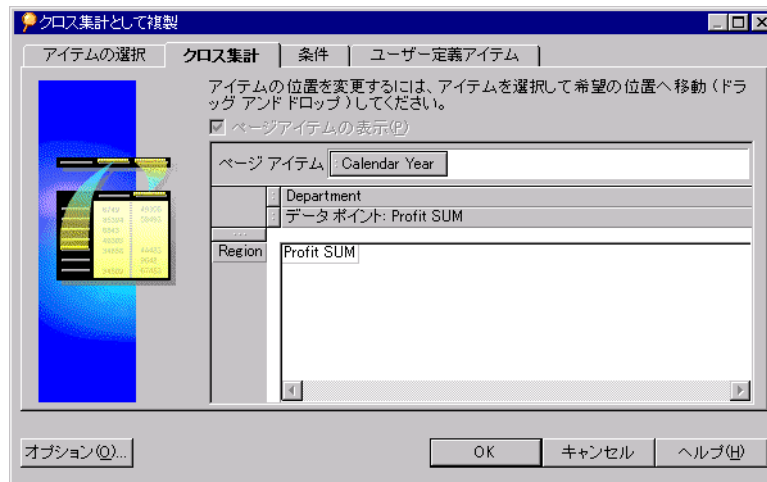 クロス集計として複製
アイテムの選択 クロス集計 条件 ユーザー定義アイテム
アイテムの位置を変更するには、アイテムを選択して希望の位置へ移動（ドラ
ッグ アンド ドロップ）してください。
ページアイテムの表示(P)
ページ アイテム Calendar Year
Department
データ ポイント: Profit SUM
Region Profit SUM
オプション(O)... OK キャンセル ヘルプ(H)